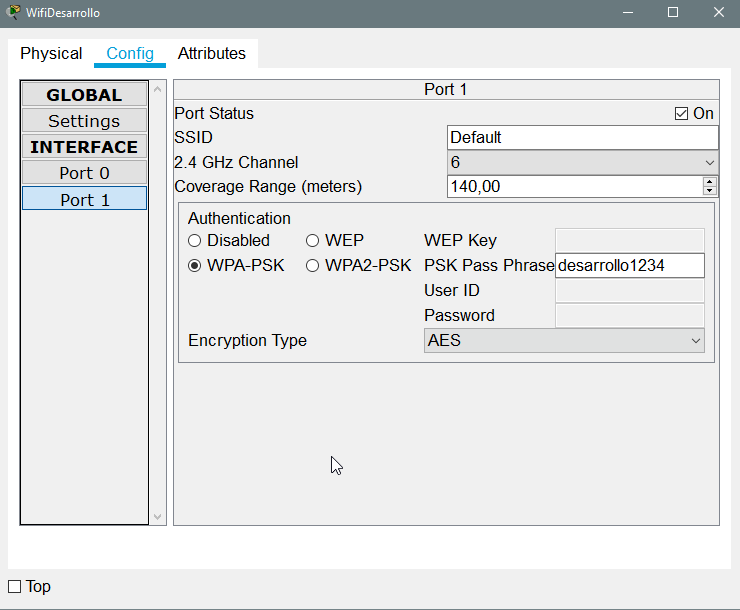 WifiDesarrollo
Physical Config Attributes
GLOBAL
Settings
INTERFACE
Port 0
Port 1
Port 1
Port Status On
SSID Default
2.4 GHz Channel 6
Coverage Range (meters) 140,00
Authentication
Disabled WEP WEP Key
WPA-PSK WPA2-PSK PSK Pass Phrase desarrollo1234
User ID
Password
Encryption Type AES
Top